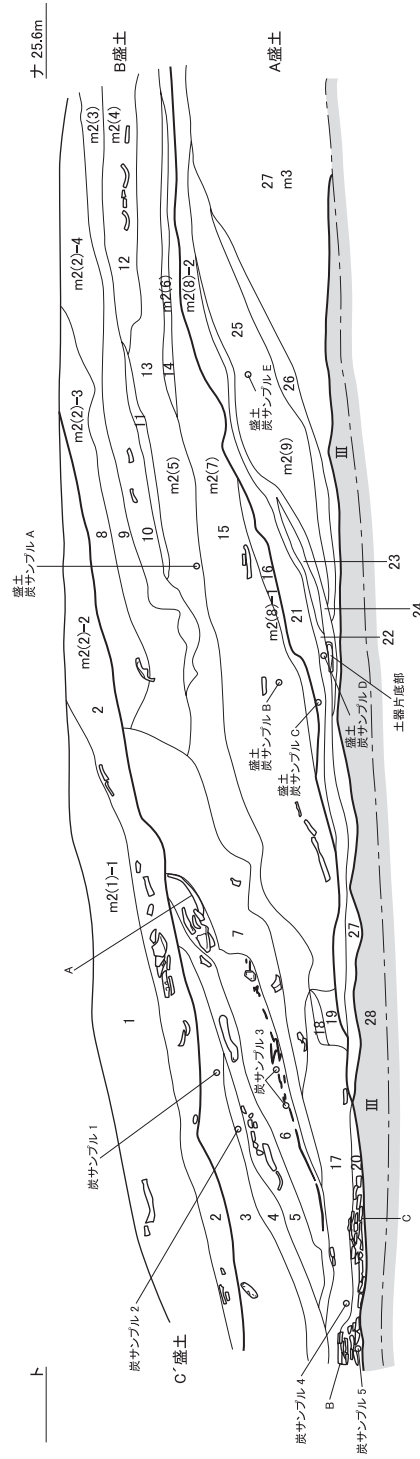 ト
ナ 25.6m
C´盛土
B盛土
A盛土
炭サンプル 1
炭サンプル 2
炭サンプル 3
炭サンプル 4
炭サンプル 5
A
B
C
盛土
炭サンプル A
盛土
炭サンプル B
盛土
炭サンプル C
盛土
炭サンプル D
盛土
炭サンプル E
土器片底部
m2(1)-1
m2(2)-2
m2(2)-3
m2(2)-4
m2(3)
m2(4)
m2(5)
m2(6)
m2(7)
m2(8)-1
m2(8)-2
m2(9)
m3
1
2
2
3
4
5
6
7
8
9
10
11
12
13
14
15
16
17
18
19
20
21
22
23
24
25
26
27
27
28
Ⅲ
Ⅲ